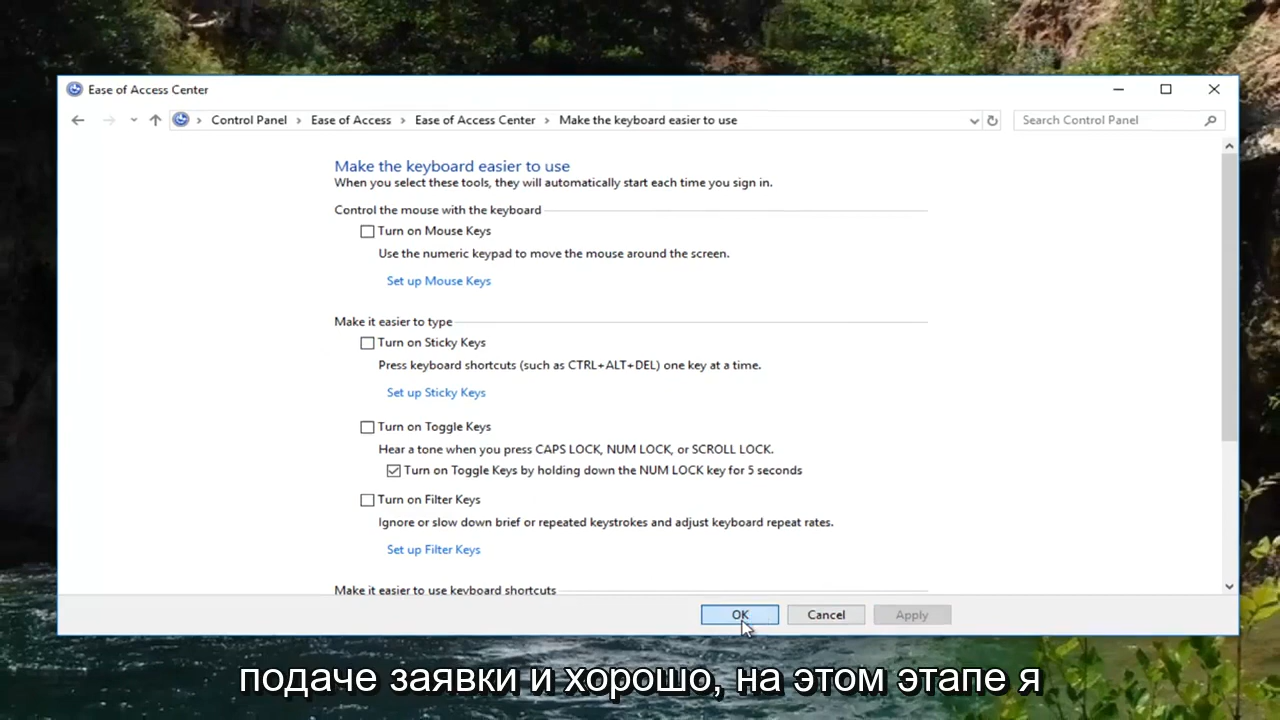 Ease of Access Center
Control Panel > Ease of Access > Ease of Access Center > Make the keyboard easier to use
Search Control Panel
Make the keyboard easier to use
When you select these tools, they will automatically start each time you sign in.
Control the mouse with the keyboard
Turn on Mouse Keys
Use the numeric keypad to move the mouse around the screen.
Set up Mouse Keys
Make it easier to type
Turn on Sticky Keys
Press keyboard shortcuts (such as CTRL+ALT+DEL) one key at a time.
Set up Sticky Keys
Turn on Toggle Keys
Hear a tone when you press CAPS LOCK, NUM LOCK, or SCROLL LOCK.
Turn on Toggle Keys by holding down the NUM LOCK key for 5 seconds
Turn on Filter Keys
Ignore or slow down brief or repeated keystrokes and adjust keyboard repeat rates.
Set up Filter Keys
Make it easier to use keyboard shortcuts
OK Cancel Apply
подаче заявки и хорошо, на этом этапе я